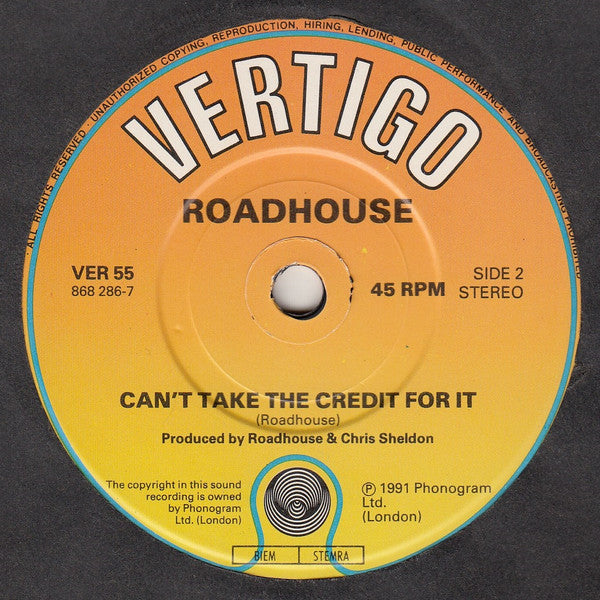 ALL RIGHTS RESERVED · UNAUTHORIZED COPYING, REPRODUCTION, HIRING, LENDING, PUBLIC PERFORMANCE AND BROADCASTING PROHIBITED
VERTIGO
ROADHOUSE
VER 55
868 286-7
45 RPM
SIDE 2
STEREO
CAN'T TAKE THE CREDIT FOR IT
(Roadhouse)
Produced by Roadhouse & Chris Sheldon
The copyright in this sound
recording is owned
by Phonogram
Ltd. (London)
℗ 1991 Phonogram
Ltd.
(London)
BIEM STEMRA